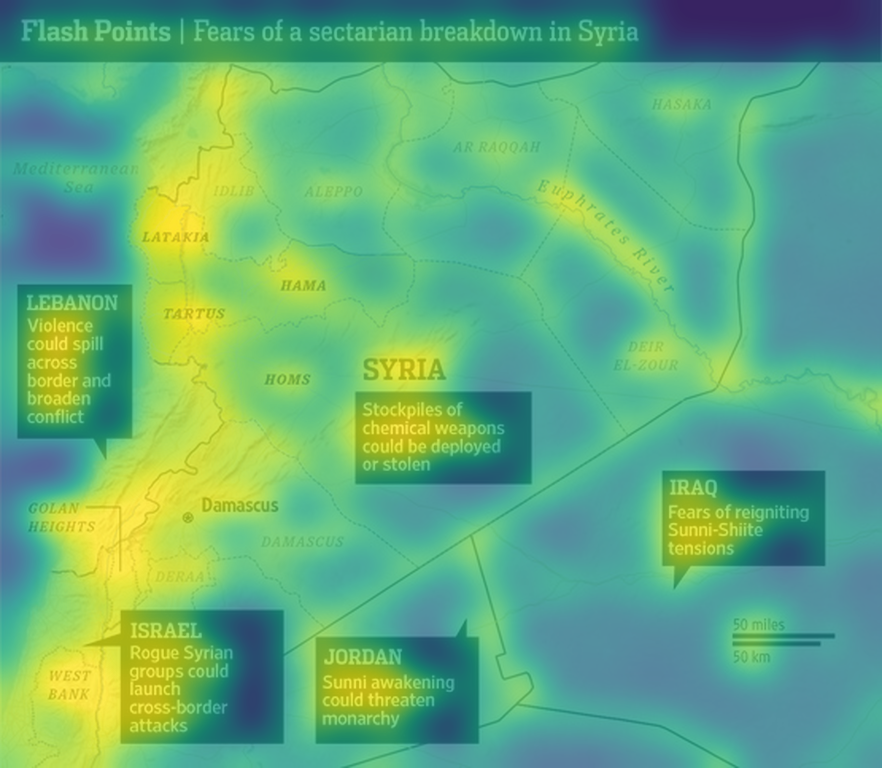 Flash Points | Fears of a sectarian breakdown in Syria
HASAKA
AR RAQQAH
Mediterranean
Sea
IDLIB
ALEPPO
Euphrates River
LATAKIA
HAMA
TARTUS
LEBANON
Violence
could spill
across
border and
broaden
conflict
DEIR
EL-ZOUR
SYRIA
HOMS
Stockpiles of
chemical weapons
could be deployed
or stolen
IRAQ
Fears of reigniting
Sunni-Shiite
tensions
GOLAN
HEIGHTS
Damascus
DAMASCUS
DERAA
ISRAEL
Rogue Syrian
groups could
launch
cross-border
attacks
JORDAN
Sunni awakening
could threaten
monarchy
50 miles
50 km
WEST
BANK